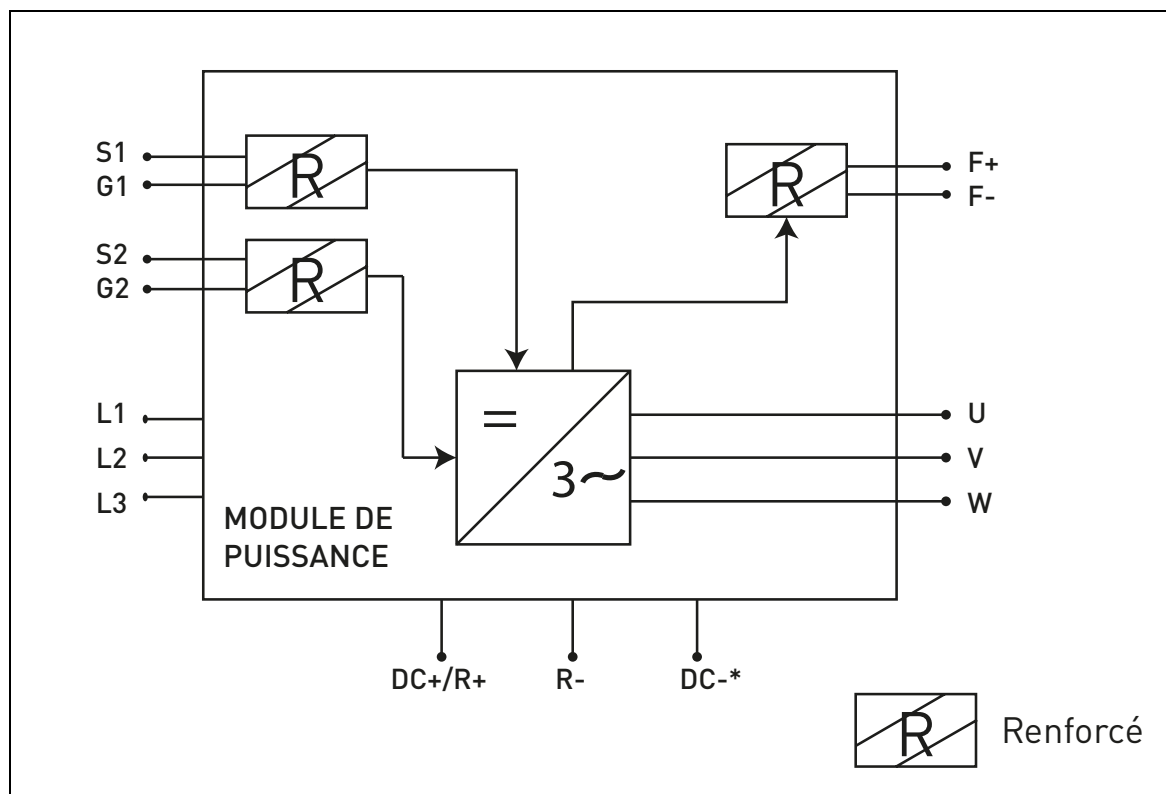 S1
G1
R
R
F+
F-
S2
G2
R
L1
L2
L3
=
3~
U
V
W
MODULE DE
PUISSANCE
DC+/R+
R-
DC-*
R
Renforcé